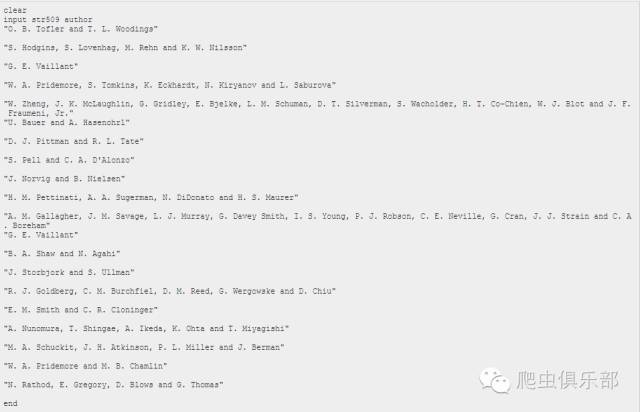 clear
input str509 author
"O. B. Tofler and T. L. Woodings"
"S. Hodgins, S. Lovenhag, M. Rehn and K. W. Nilsson"
"G. E. Vaillant"
"W. A. Pridemore, S. Tomkins, K. Eckhardt, N. Kiryanov and L. Saburova"
"W. Zheng, J. K. McLaughlin, G. Gridley, E. Bjelke, L. M. Schuman, D. T. Silverman, S. Wacholder, H. T. Co-Chien, W. J. Blot and J. F.
Fraumeni, Jr."
"U. Bauer and A. Hasenohrl"
"D. J. Pittman and R. L. Tate"
"S. Pell and C. A. D'Alonzo"
"J. Norvig and B. Nielsen"
"H. M. Pettinati, A. A. Sugerman, N. DiDonato and H. S. Maurer"
"A. M. Gallagher, J. M. Savage, L. J. Murray, G. Davey Smith, I. S. Young, P. J. Robson, C. E. Neville, G. Cran, J. J. Strain and C. A
. Boreham"
"G. E. Vaillant"
"B. A. Shaw and N. Agahi"
"J. Storbjork and S. Ullman"
"R. J. Goldberg, C. M. Burchfiel, D. M. Reed, G. Wergowske and D. Chiu"
"E. M. Smith and C. R. Cloninger"
"A. Nunomura, T. Shingae, A. Ikeda, K. Ohta and T. Miyagishi"
"M. A. Schuckit, J. H. Atkinson, P. L. Miller and J. Berman"
"W. A. Pridemore and M. B. Chamlin"
"N. Rathod, E. Gregory, D. Blows and G. Thomas"
end
爬虫俱乐部